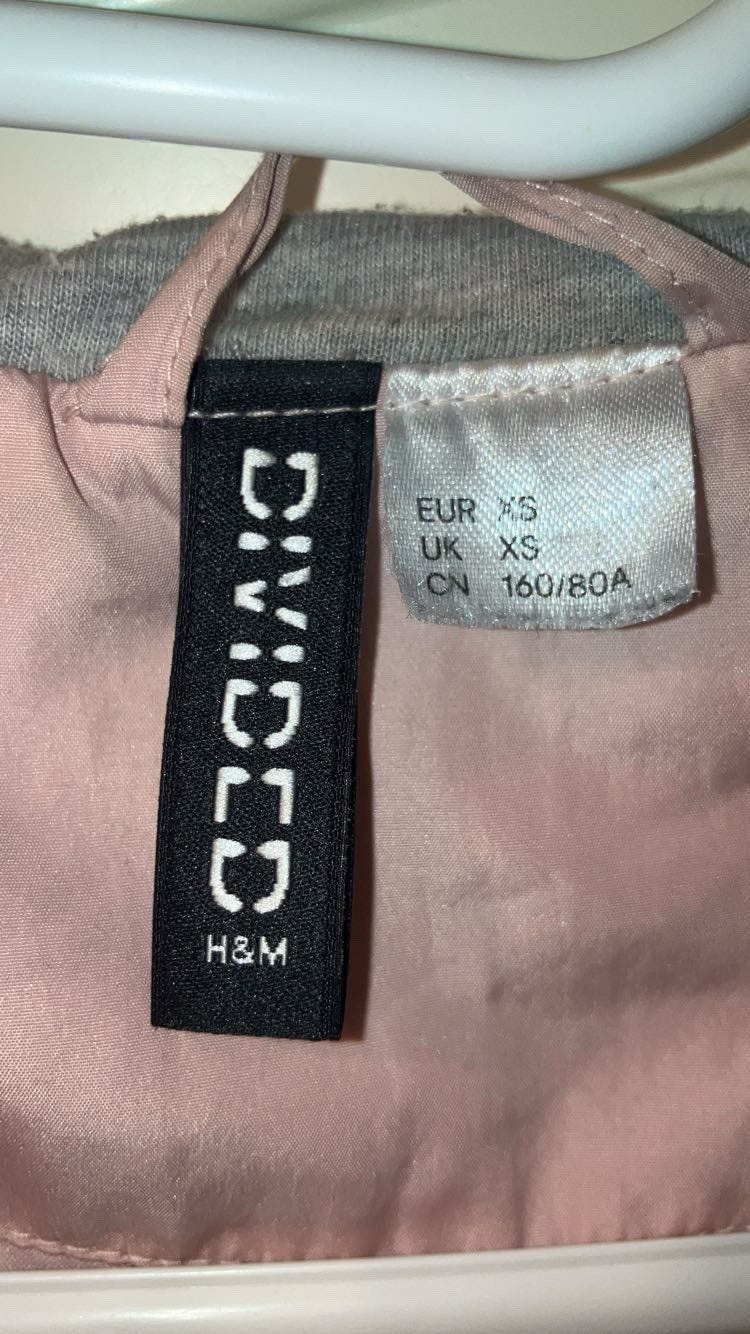 DIVIDED
H&M
EUR XS
UK XS
CN 160/80A